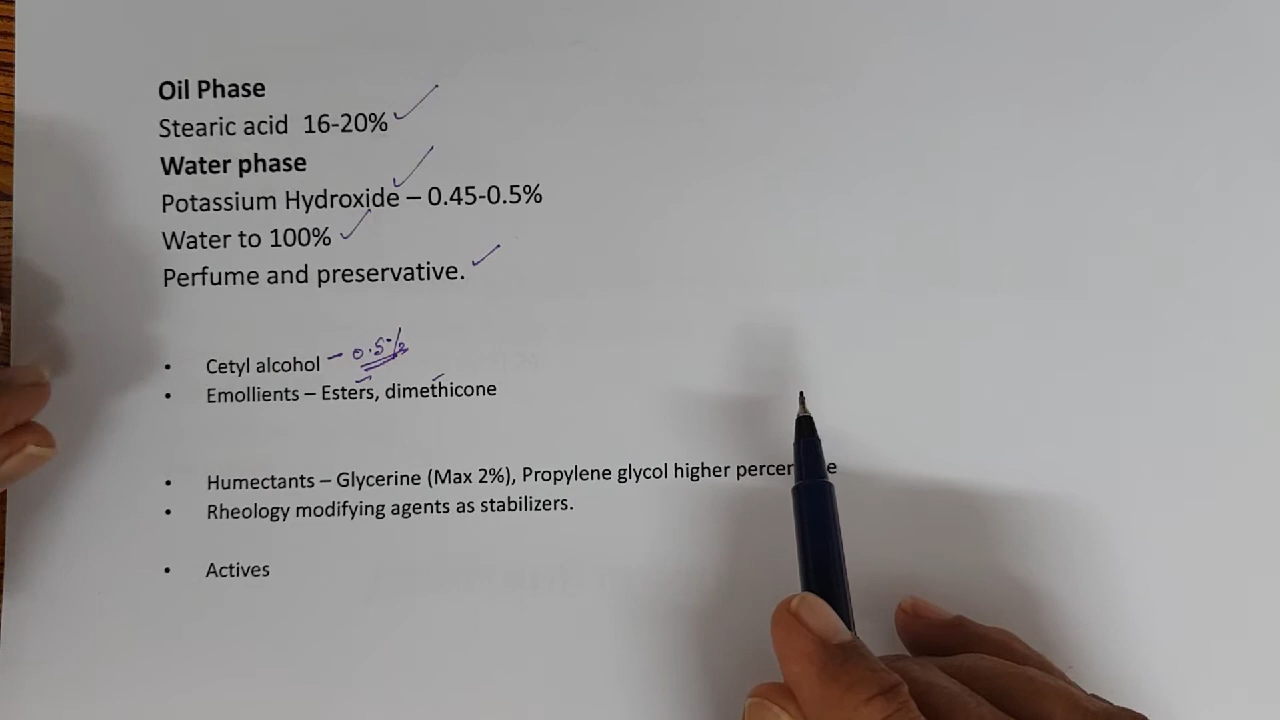 Oil Phase
Stearic acid 16-20%
Water phase
Potassium Hydroxide – 0.45-0.5%
Water to 100%
Perfume and preservative.
• Cetyl alcohol – 0.5%
• Emollients – Esters, dimethicone
• Humectants – Glycerine (Max 2%), Propylene glycol higher
• Rheology modifying agents as stabilizers.
• Actives